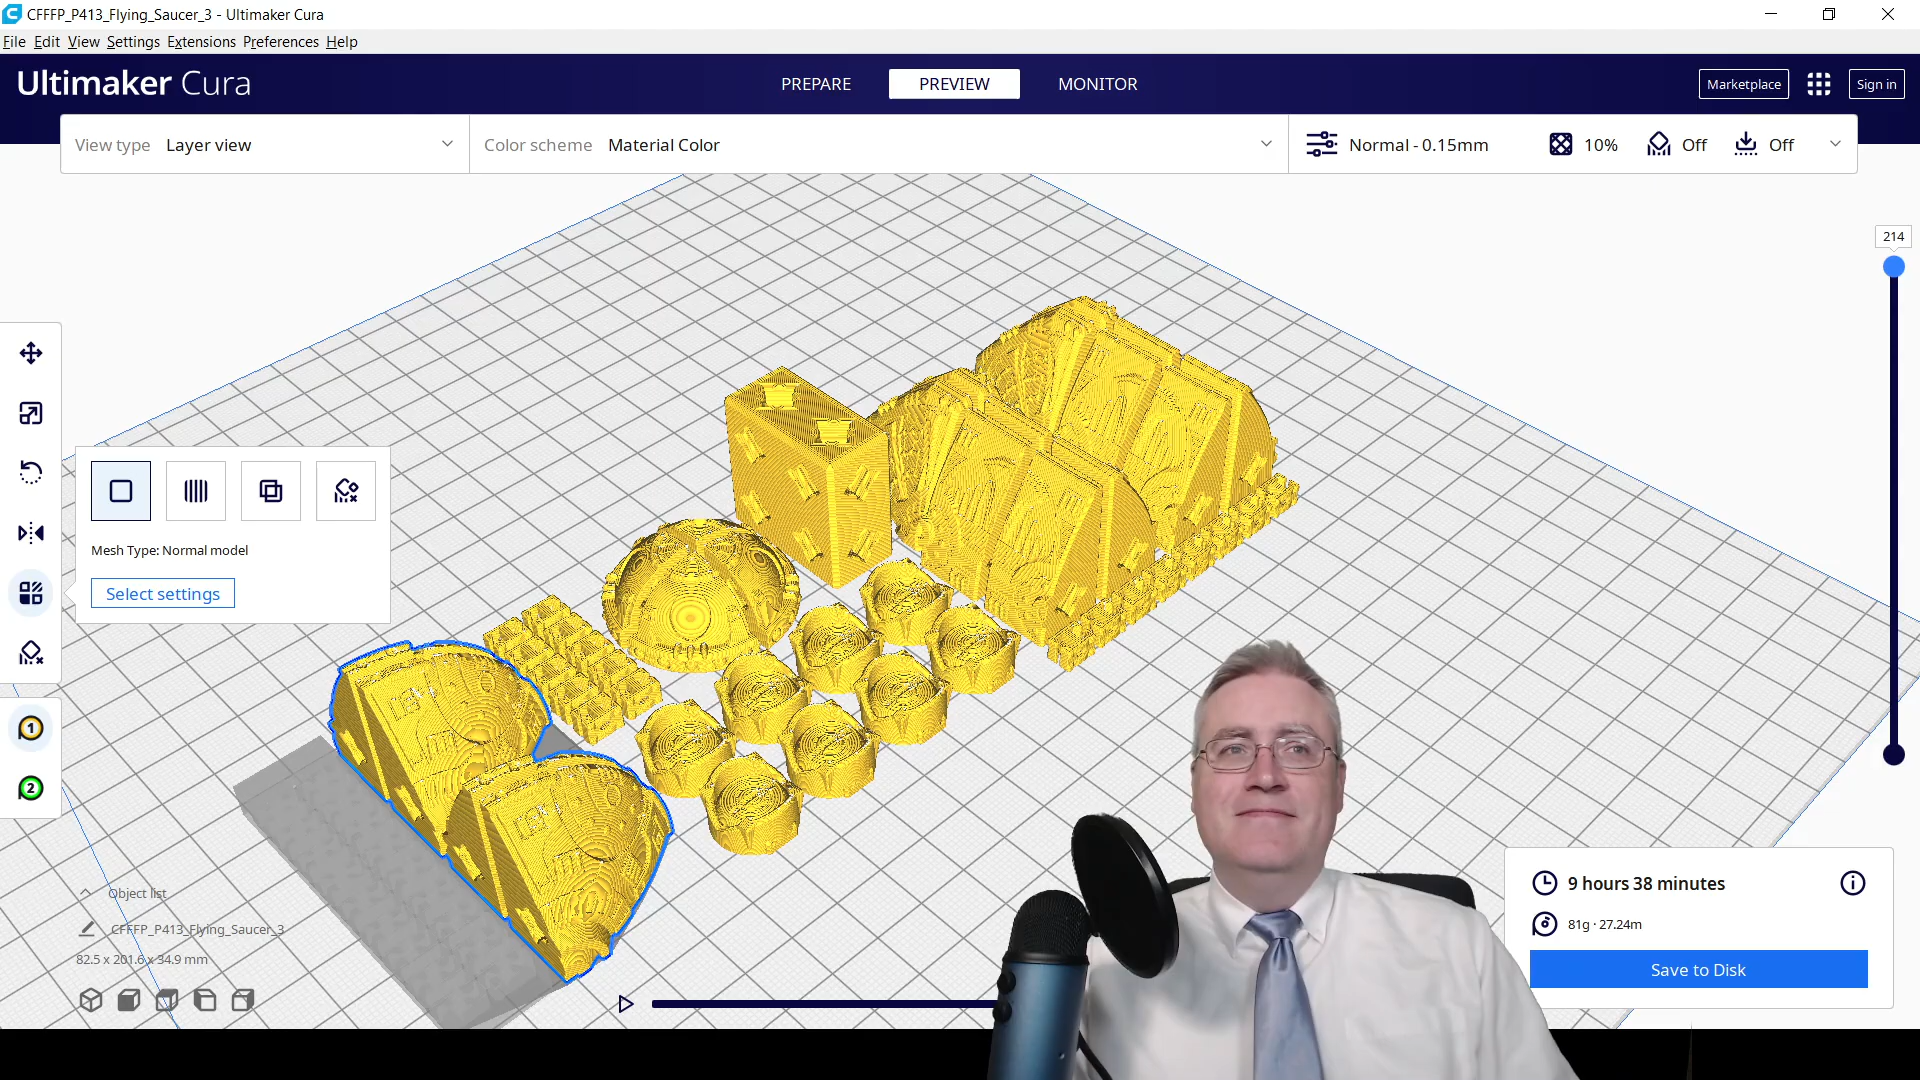 CFFFP_P413_Flying_Saucer_3 - Ultimaker Cura
File Edit View Settings Extensions Preferences Help
Ultimaker Cura
PREPARE
PREVIEW
MONITOR
Marketplace
Sign in
View type Layer view
Color scheme Material Color
Normal - 0.15mm
10%
Off
Off
214
Mesh Type: Normal model
Select settings
1
2
Object list
CFFFP_P413_Flying_Saucer_3
82.5 x 201.6 x 34.9 mm
9 hours 38 minutes
81g · 27.24m
Save to Disk